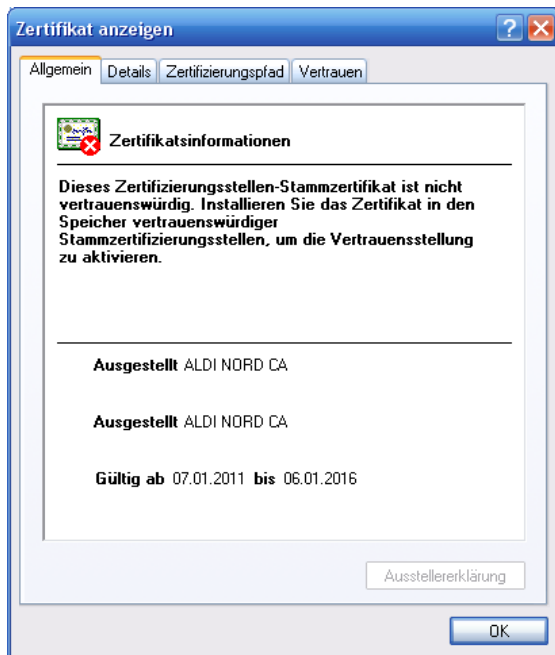 Zertifikat anzeigen
Allgemein Details Zertifizierungspfad Vertrauen
Zertifikatsinformationen
Dieses Zertifizierungsstellen-Stammzertifikat ist nicht
vertrauenswürdig. Installieren Sie das Zertifikat in den
Speicher vertrauenswürdiger
Stammzertifizierungsstellen, um die Vertrauensstellung
zu aktivieren.
Ausgestellt ALDI NORD CA
Ausgestellt ALDI NORD CA
Gültig ab 07.01.2011 bis 06.01.2016
Ausstellererklärung
OK